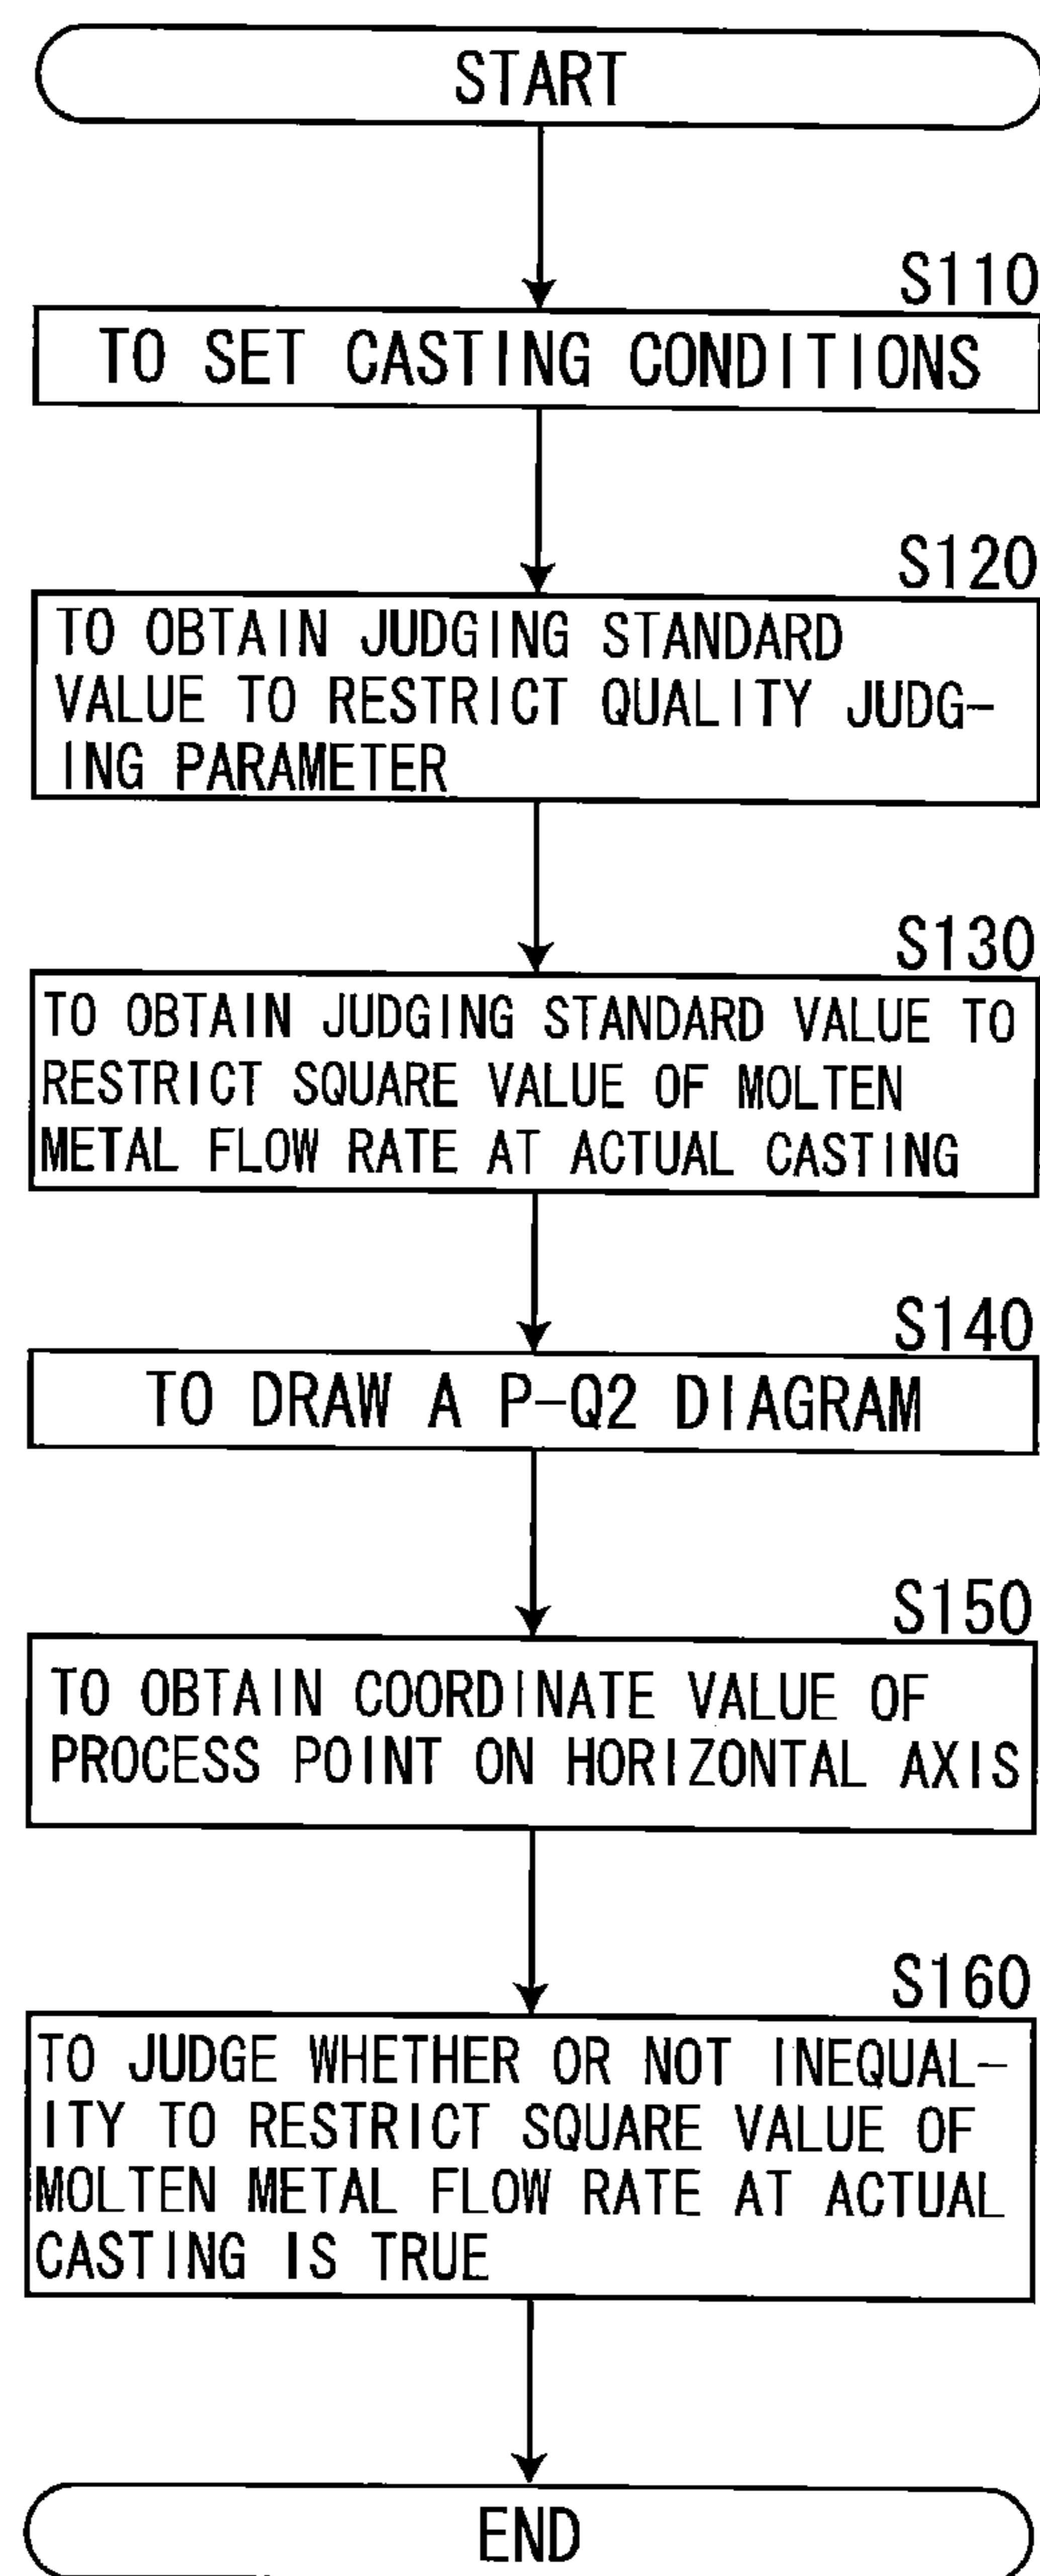 START
S110
TO SET CASTING CONDITIONS
S120
TO OBTAIN JUDGING STANDARD
VALUE TO RESTRICT QUALITY JUDG-
ING PARAMETER
S130
TO OBTAIN JUDGING STANDARD VALUE TO
RESTRICT SQUARE VALUE OF MOLTEN
METAL FLOW RATE AT ACTUAL CASTING
S140
TO DRAW A P-Q2 DIAGRAM
S150
TO OBTAIN COORDINATE VALUE OF
PROCESS POINT ON HORIZONTAL AXIS
S160
TO JUDGE WHETHER OR NOT INEQUAL-
ITY TO RESTRICT SQUARE VALUE OF
MOLTEN METAL FLOW RATE AT ACTUAL
CASTING IS TRUE
END